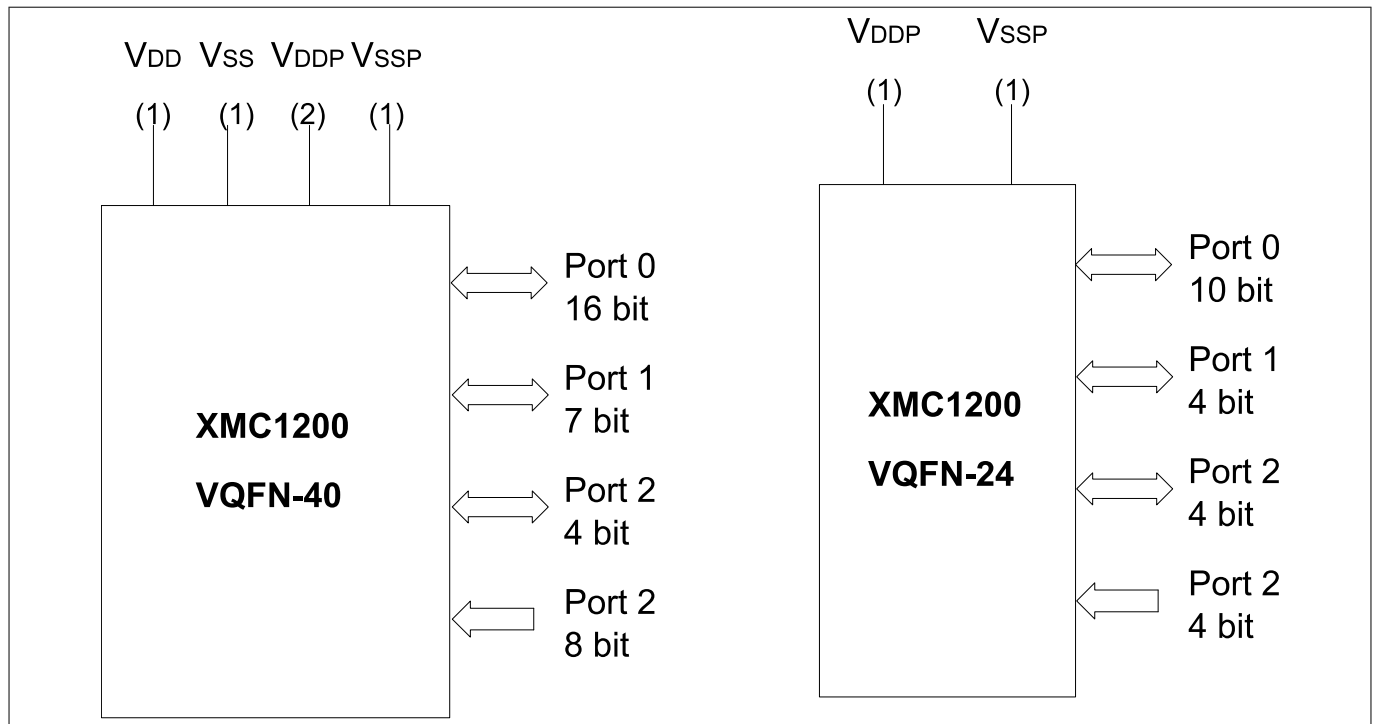 VDD VSS VDDP VSSP
(1) (1) (2) (1)
XMC1200
VQFN-40
Port 0
16 bit
Port 1
7 bit
Port 2
4 bit
Port 2
8 bit
VDDP VSSP
(1) (1)
XMC1200
VQFN-24
Port 0
10 bit
Port 1
4 bit
Port 2
4 bit
Port 2
4 bit